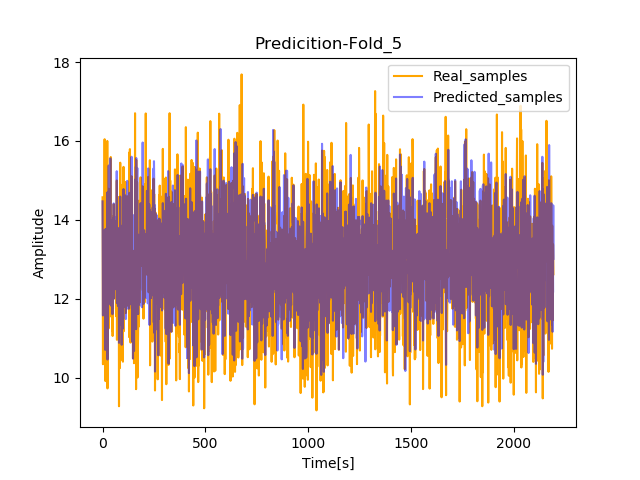 Predicition-Fold_5
Real_samples
Predicted_samples
18
16
14
12
10
Amplitude
0
500
1000
1500
2000
Time[s]